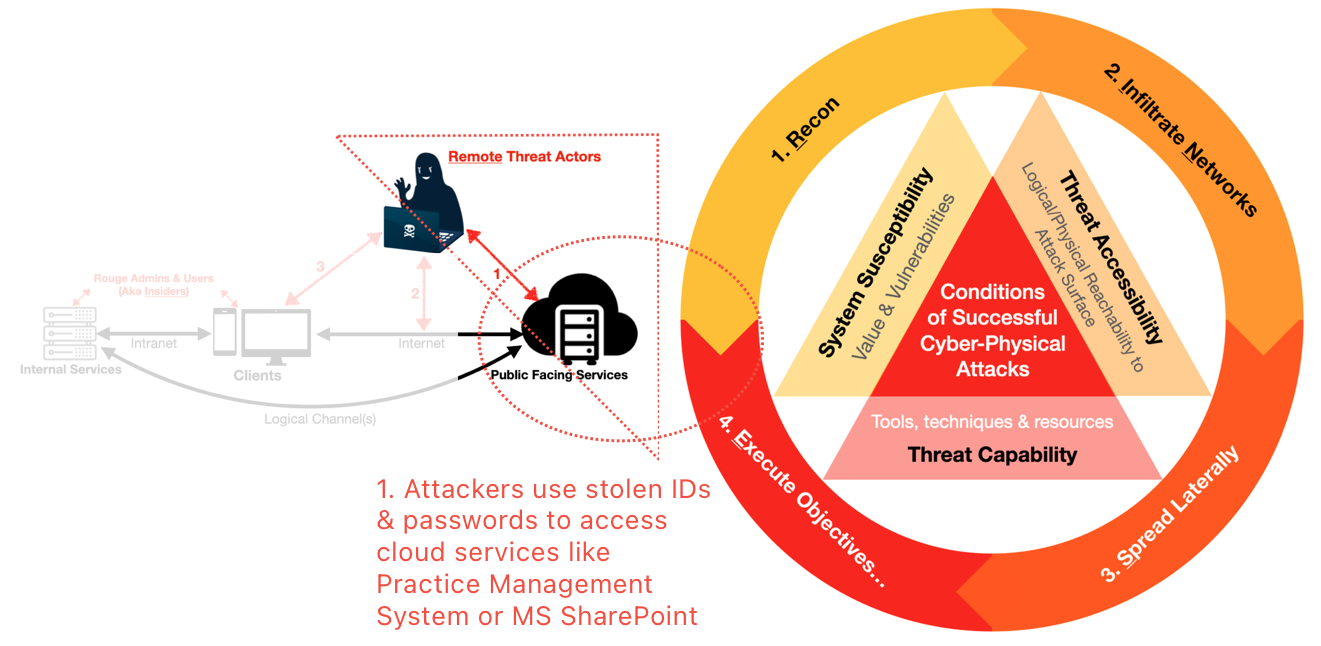 Remote Threat Actors
1
3
2
Rouge Admins & Users
(Aka Insiders)
Intranet
Internet
Internal Services
Clients
Public Facing Services
Logical Channel(s)
1. Attackers use stolen IDs
& passwords to access
cloud services like
Practice Management
System or MS SharePoint
1. Recon
2. Infiltrate Networks
3. Spread Laterally
4. Execute Objectives...
System Susceptibility
Value & Vulnerabilities
Threat Accessibility
Logical/Physical Reachability to
Attack Surface
Conditions
of Successful
Cyber-Physical
Attacks
Tools, techniques & resources
Threat Capability